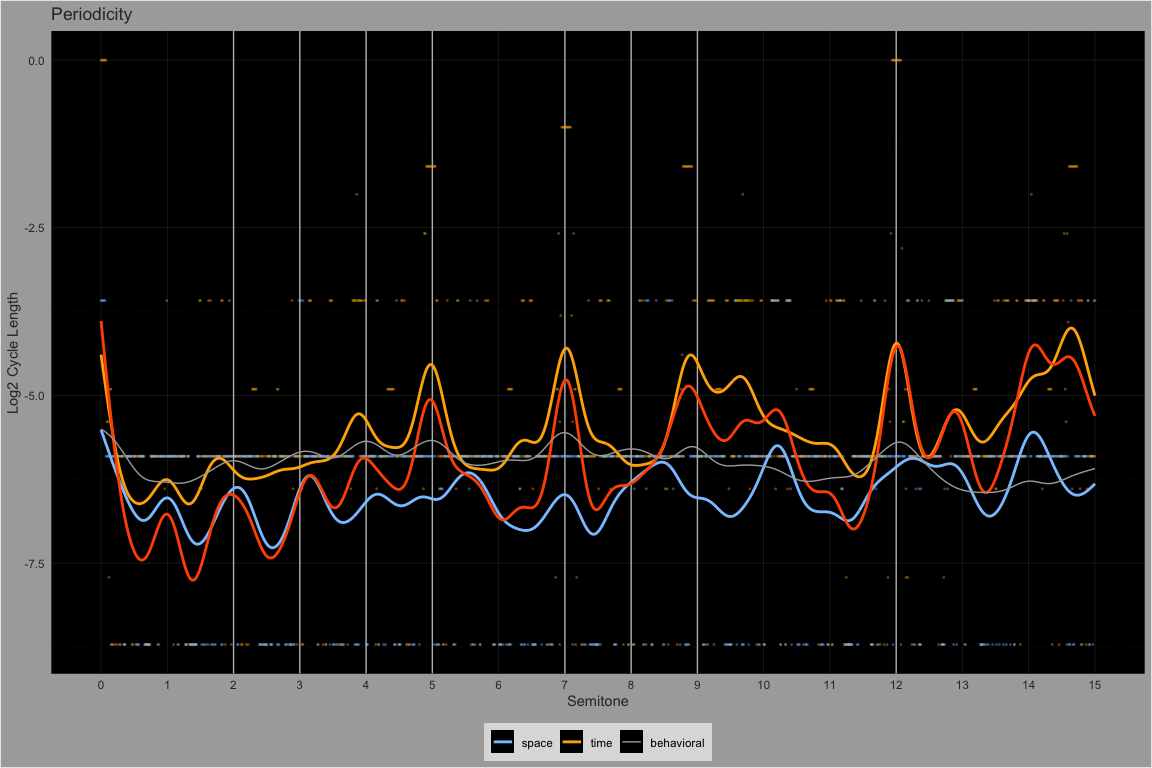 Periodicity
Log2 Cycle Length
0.0
-2.5
-5.0
-7.5
0 1 2 3 4 5 6 7 8 9 10 11 12 13 14 15
Semitone
space time behavioral